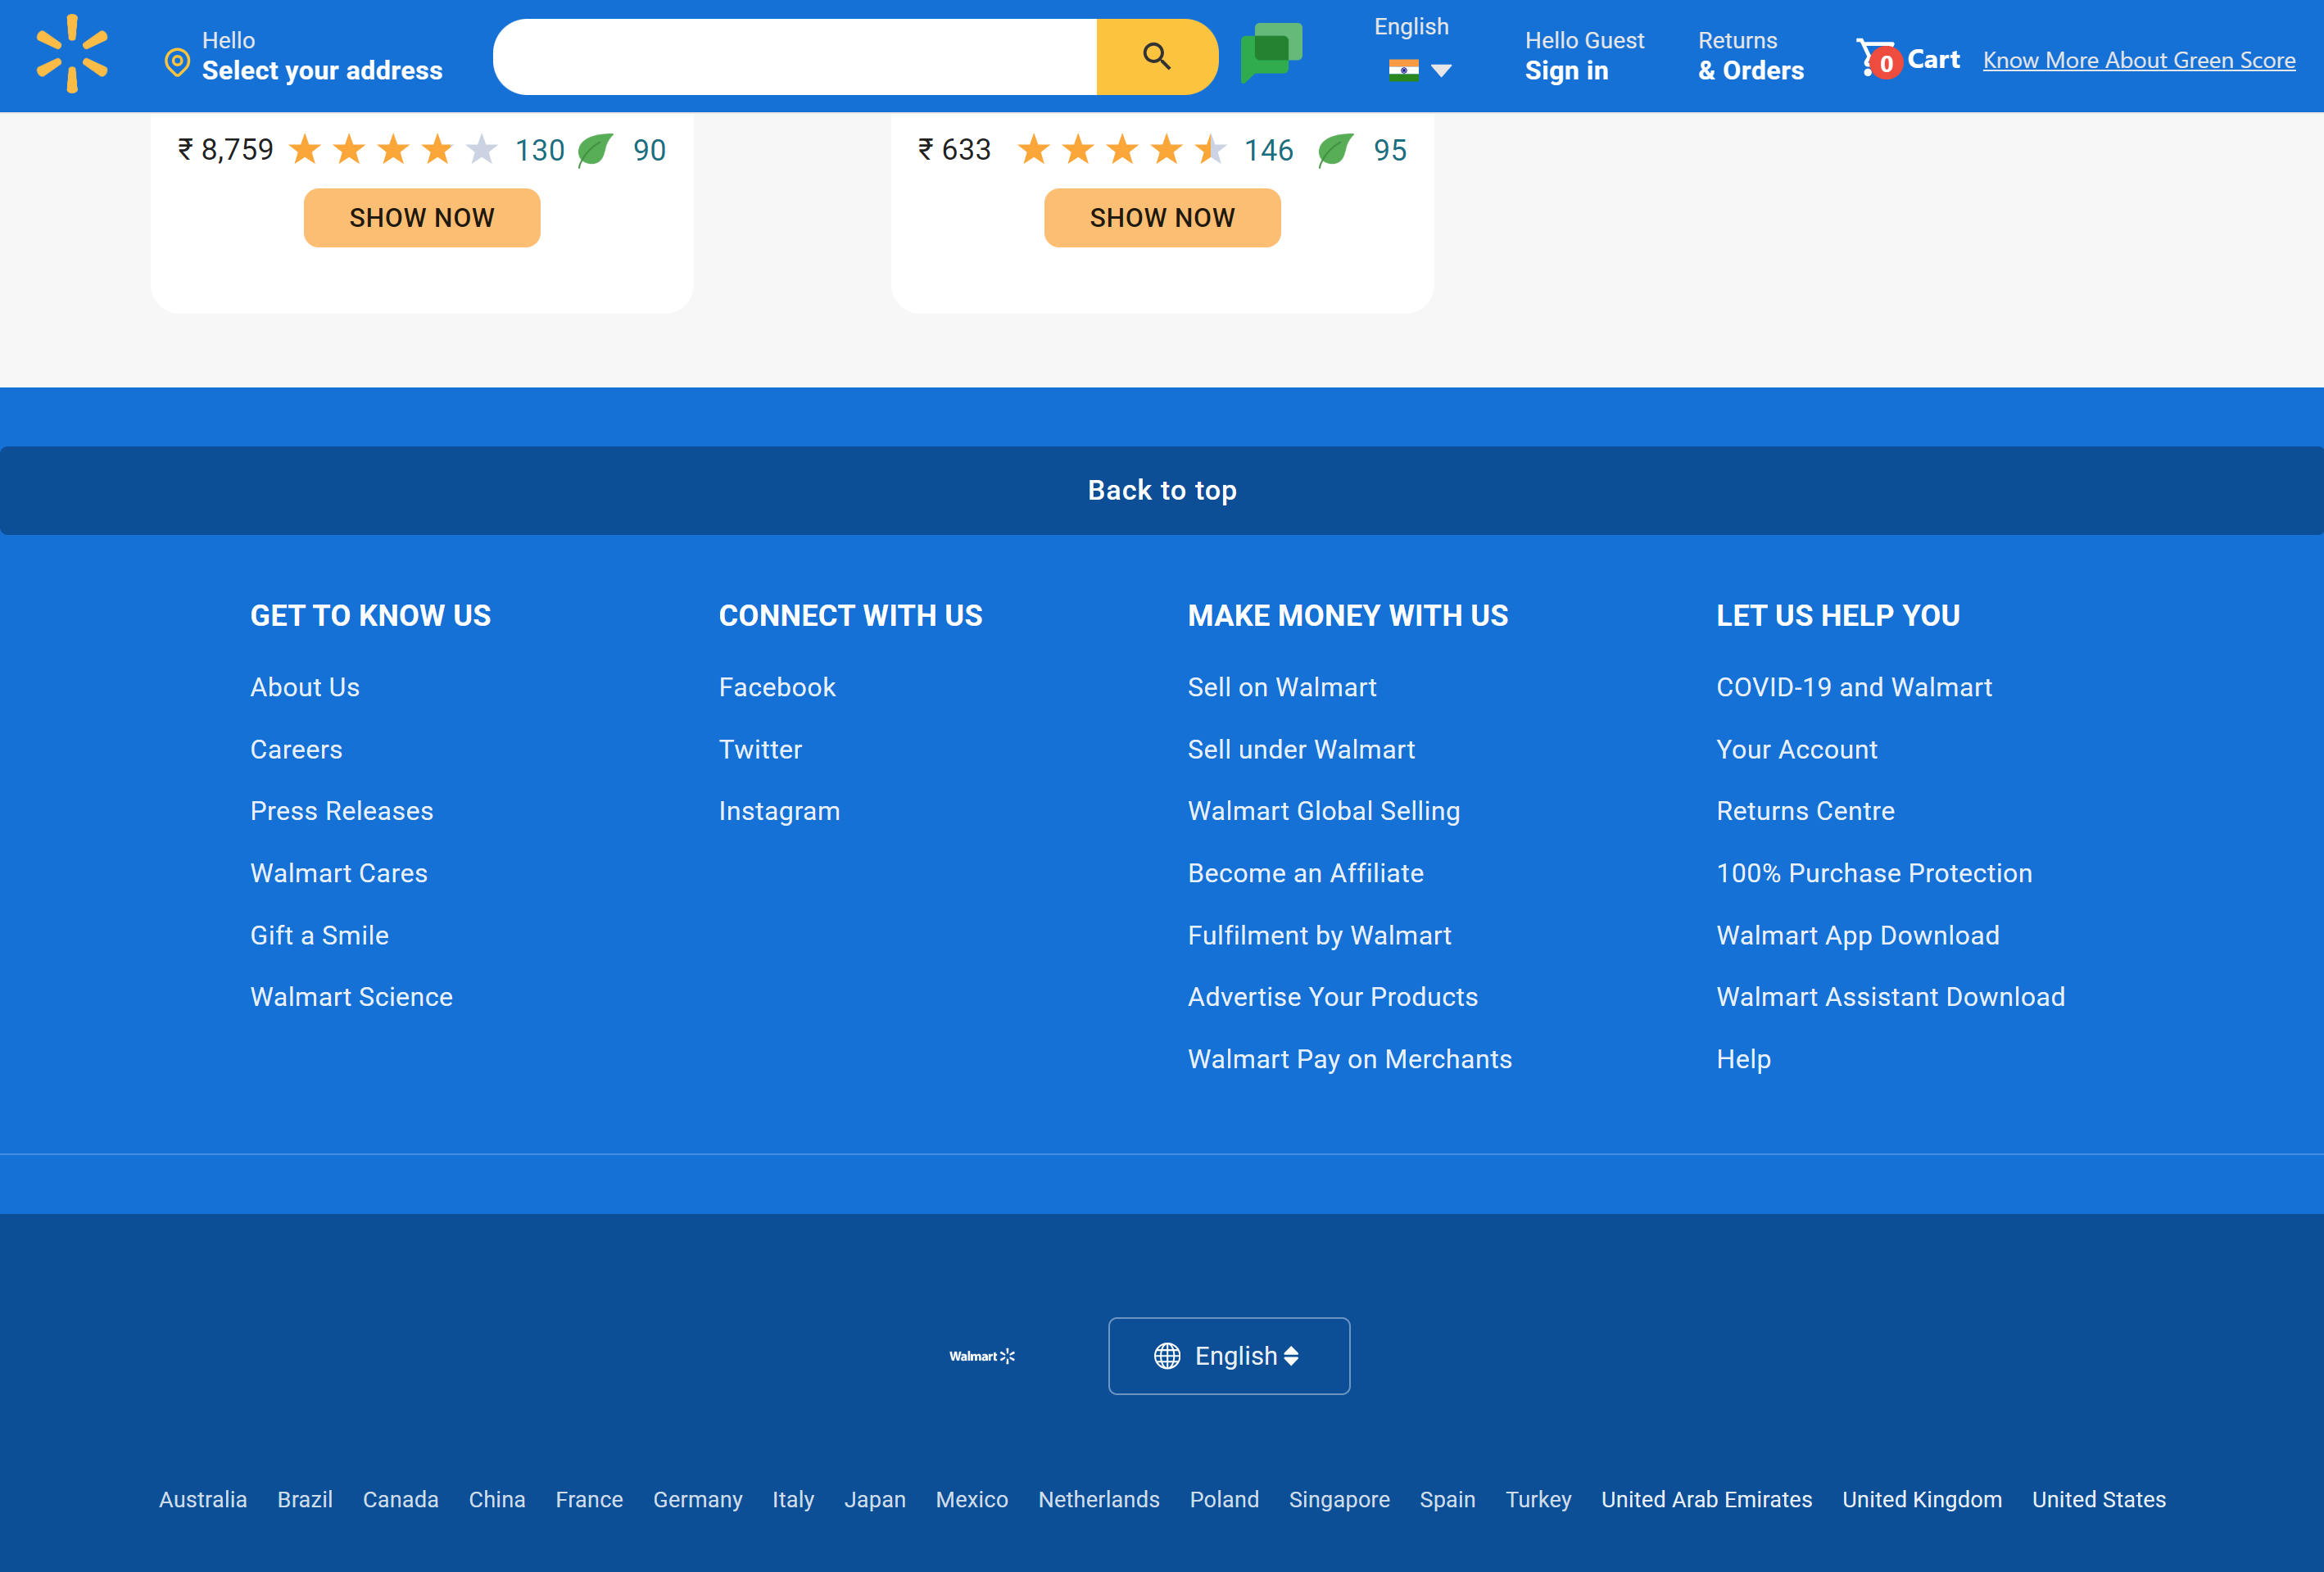 Hello
Select your address
English
Hello Guest
Sign in
Returns
& Orders
0
Cart
Know More About Green Score
₹ 8,759 130 90
SHOW NOW
₹ 633 146 95
SHOW NOW
Back to top
GET TO KNOW US
About Us
Careers
Press Releases
Walmart Cares
Gift a Smile
Walmart Science
CONNECT WITH US
Facebook
Twitter
Instagram
MAKE MONEY WITH US
Sell on Walmart
Sell under Walmart
Walmart Global Selling
Become an Affiliate
Fulfilment by Walmart
Advertise Your Products
Walmart Pay on Merchants
LET US HELP YOU
COVID-19 and Walmart
Your Account
Returns Centre
100% Purchase Protection
Walmart App Download
Walmart Assistant Download
Help
Walmart
English
Australia Brazil Canada China France Germany Italy Japan Mexico Netherlands Poland Singapore Spain Turkey United Arab Emirates United Kingdom United States